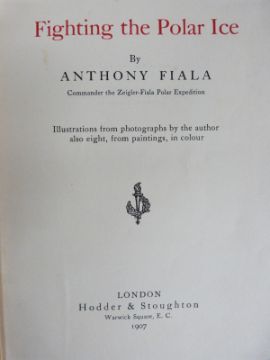 Fighting the Polar Ice
By
ANTHONY FIALA
Commander the Zeigler-Fiala Polar Expedition
Illustrations from photographs by the author
also eight, from paintings, in colour
LONDON
Hodder & Stoughton
Warwick Square, E. C.
1907